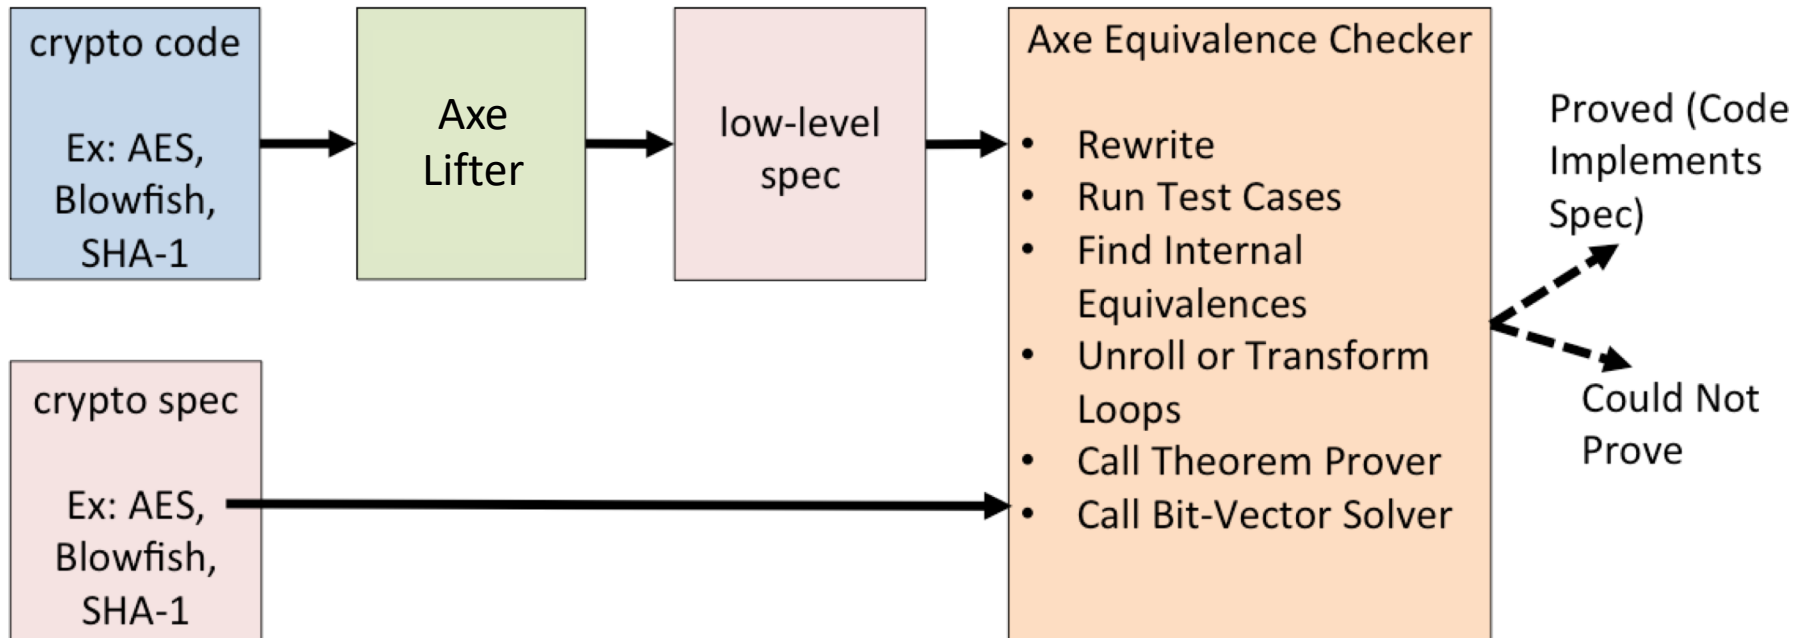 crypto code
Ex: AES,
Blowfish,
SHA-1
Axe
Lifter
low-level
spec
Axe Equivalence Checker
• Rewrite
• Run Test Cases
• Find Internal
Equivalences
• Unroll or Transform
Loops
• Call Theorem Prover
• Call Bit-Vector Solver
Proved (Code
Implements
Spec)
Could Not
Prove
crypto spec
Ex: AES,
Blowfish,
SHA-1